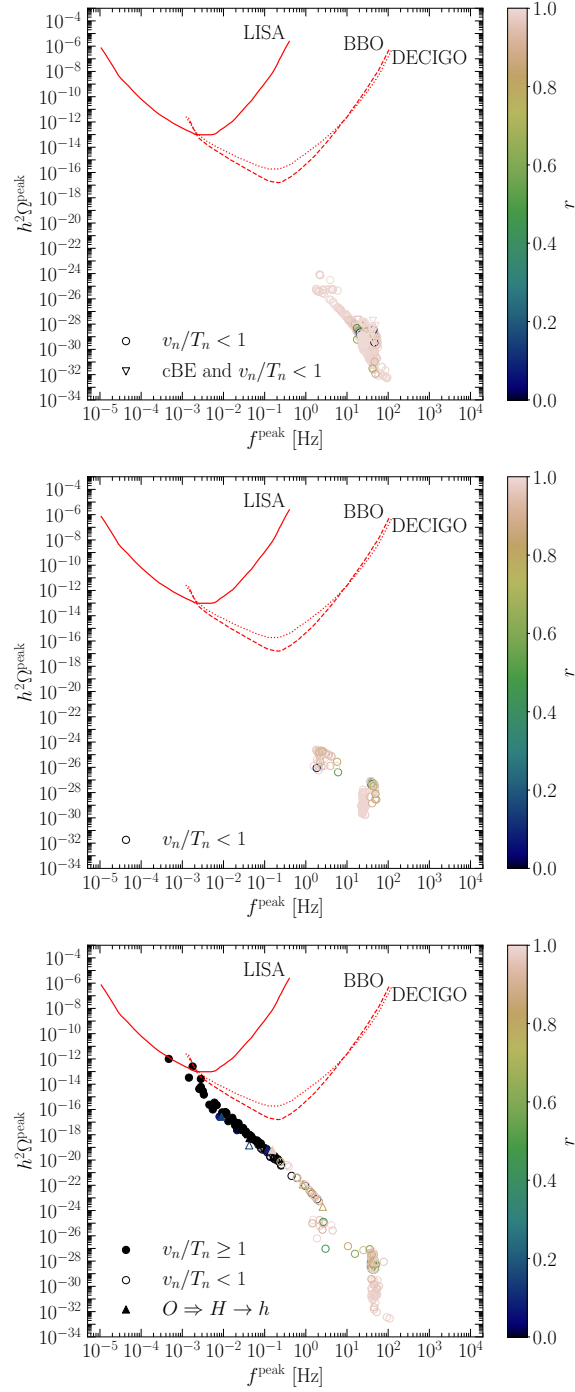 10⁻⁴
10⁻⁶
10⁻⁸
10⁻¹⁰
10⁻¹²
10⁻¹⁴
10⁻¹⁶
10⁻¹⁸
10⁻²⁰
10⁻²²
10⁻²⁴
10⁻²⁶
10⁻²⁸
10⁻³⁰
10⁻³²
10⁻³⁴
h²Ω^peak
LISA
BBO
DECIGO
v_n/T_n < 1
cBE and v_n/T_n < 1
10⁻⁵ 10⁻⁴ 10⁻³ 10⁻² 10⁻¹ 10⁰ 10¹ 10² 10³ 10⁴
f^peak [Hz]
1.0
0.8
0.6
0.4
0.2
0.0
r
10⁻⁴
10⁻⁶
10⁻⁸
10⁻¹⁰
10⁻¹²
10⁻¹⁴
10⁻¹⁶
10⁻¹⁸
10⁻²⁰
10⁻²²
10⁻²⁴
10⁻²⁶
10⁻²⁸
10⁻³⁰
10⁻³²
10⁻³⁴
h²Ω^peak
LISA
BBO
DECIGO
v_n/T_n < 1
10⁻⁵ 10⁻⁴ 10⁻³ 10⁻² 10⁻¹ 10⁰ 10¹ 10² 10³ 10⁴
f^peak [Hz]
1.0
0.8
0.6
0.4
0.2
0.0
r
10⁻⁴
10⁻⁶
10⁻⁸
10⁻¹⁰
10⁻¹²
10⁻¹⁴
10⁻¹⁶
10⁻¹⁸
10⁻²⁰
10⁻²²
10⁻²⁴
10⁻²⁶
10⁻²⁸
10⁻³⁰
10⁻³²
10⁻³⁴
h²Ω^peak
LISA
BBO
DECIGO
v_n/T_n ≥ 1
v_n/T_n < 1
O ⇒ H → h
10⁻⁵ 10⁻⁴ 10⁻³ 10⁻² 10⁻¹ 10⁰ 10¹ 10² 10³ 10⁴
f^peak [Hz]
1.0
0.8
0.6
0.4
0.2
0.0
r